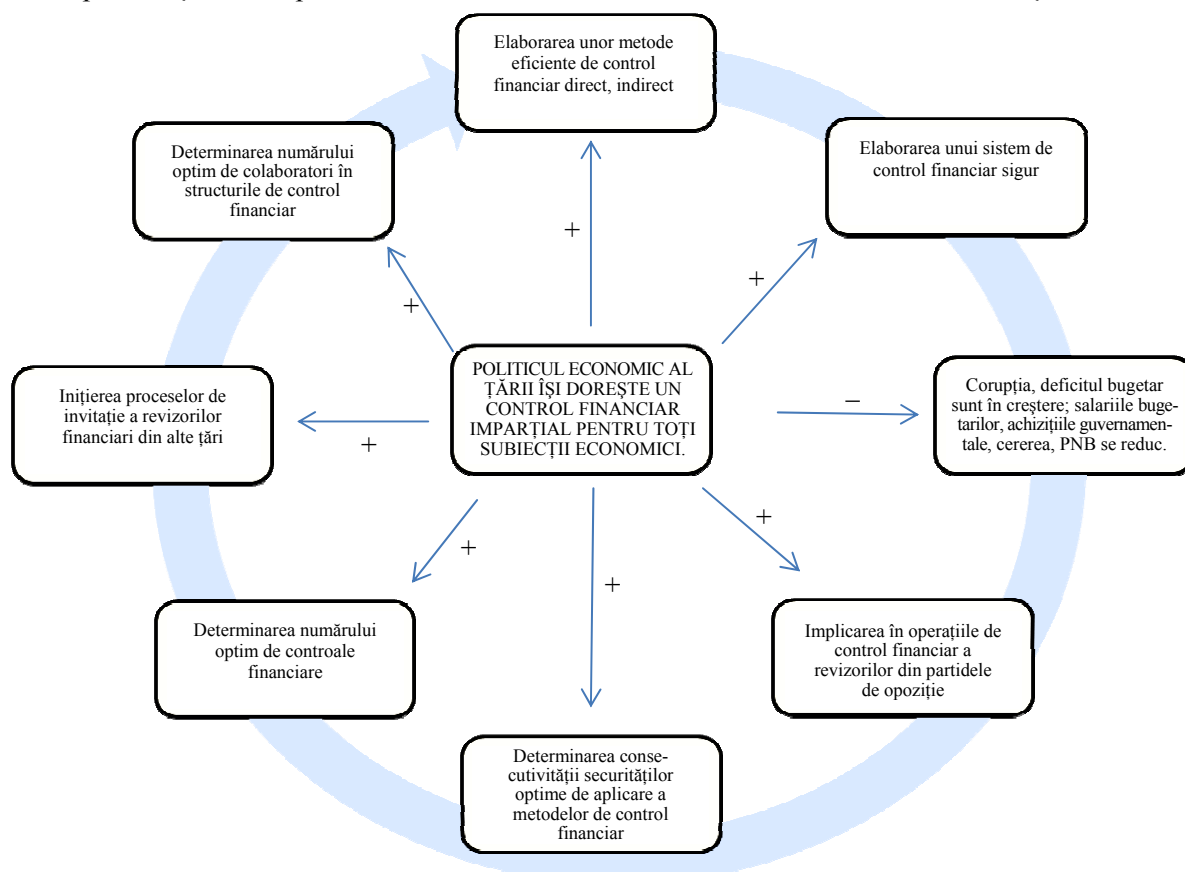 Elaborarea unor metode
eficiente de control
financiar direct, indirect
Determinarea numărului
optim de colaboratori în
structurile de control
financiar
Elaborarea unui sistem de
control financiar sigur
+
+
+
POLITICUL ECONOMIC AL
ȚĂRII ÎȘI DOREȘTE UN
CONTROL FINANCIAR
IMPARȚIAL PENTRU TOȚI
SUBIECȚII ECONOMICI.
Inițierea proceselor de
invitație a revizorilor
financiari din alte țări
+
–
Corupția, deficitul bugetar
sunt în creștere; salariile buge-
tarilor, achizițiile guvernamen-
tale, cererea, PNB se reduc.
+
+
+
Determinarea numărului
optim de controale
financiare
Implicarea în operațiile de
control financiar a
revizorilor din partidele
de opoziție
Determinarea conse-
cutivității securităților
optime de aplicare a
metodelor de control
financiar